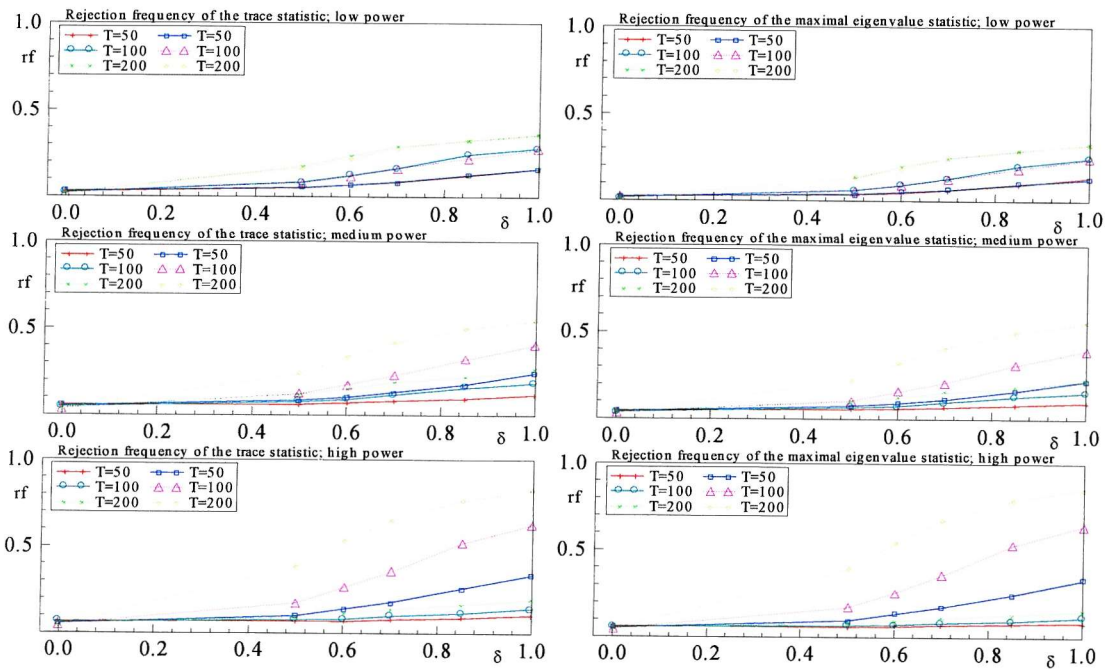 Rejection frequency of the trace statistic; low power
1.0
T=50 T=50
T=100 T=100
T=200 T=200
rf
0.5
0.0 0.2 0.4 0.6 0.8 δ 1.0
Rejection frequency of the maximal eigenvalue statistic; low power
1.0
T=50 T=50
T=100 T=100
T=200 T=200
rf
0.5
0.0 0.2 0.4 0.6 0.8 δ 1.0
Rejection frequency of the trace statistic; medium power
1.0
T=50 T=50
T=100 T=100
T=200 T=200
rf
0.5
0.0 0.2 0.4 0.6 0.8 δ 1.0
Rejection frequency of the maximal eigenvalue statistic; medium power
1.0
T=50 T=50
T=100 T=100
T=200 T=200
rf
0.5
0.0 0.2 0.4 0.6 0.8 δ 1.0
Rejection frequency of the trace statistic; high power
1.0
T=50 T=50
T=100 T=100
T=200 T=200
rf
0.5
0.0 0.2 0.4 0.6 0.8 δ 1.0
Rejection frequency of the maximal eigenvalue statistic; high power
1.0
T=50 T=50
T=100 T=100
T=200 T=200
rf
0.5
0.0 0.2 0.4 0.6 0.8 δ 1.0